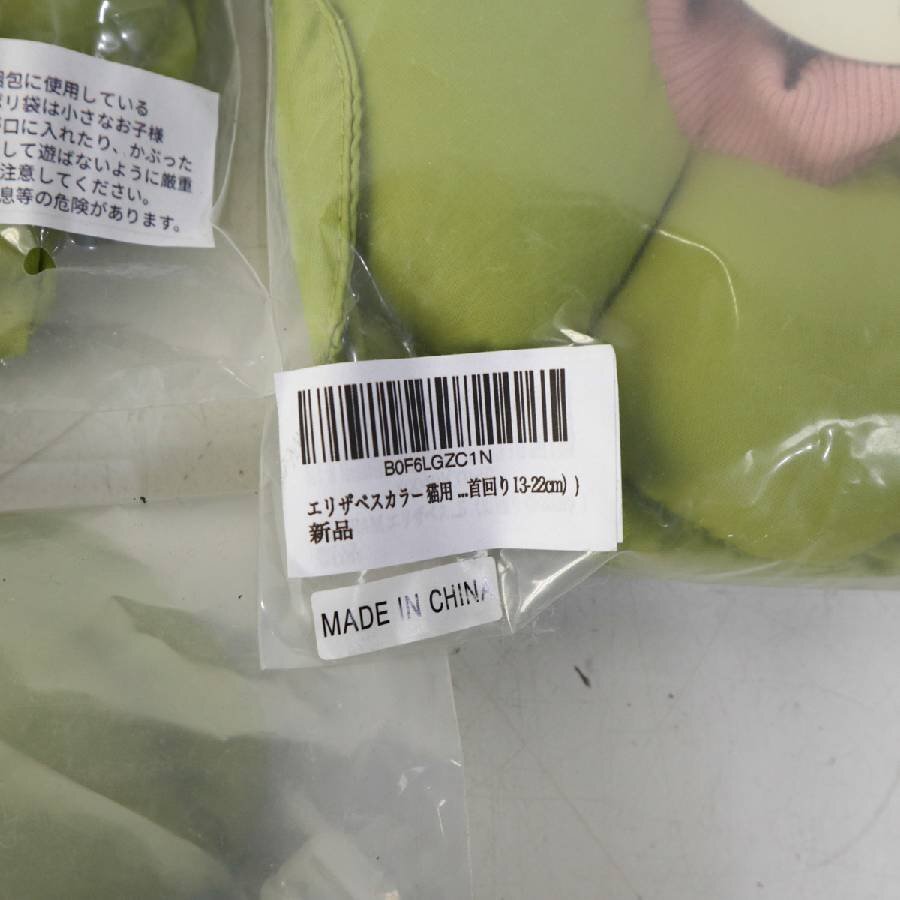 包に使用している
リ袋は小さなお子様
口に入れたり、かぶった
して遊ばないように厳重
注意してください。
息等の危険があります。
B0F6LGZC1N
エリザベスカラー 猫用 ...首回り13-22cm) )
新品
MADE IN CHINA